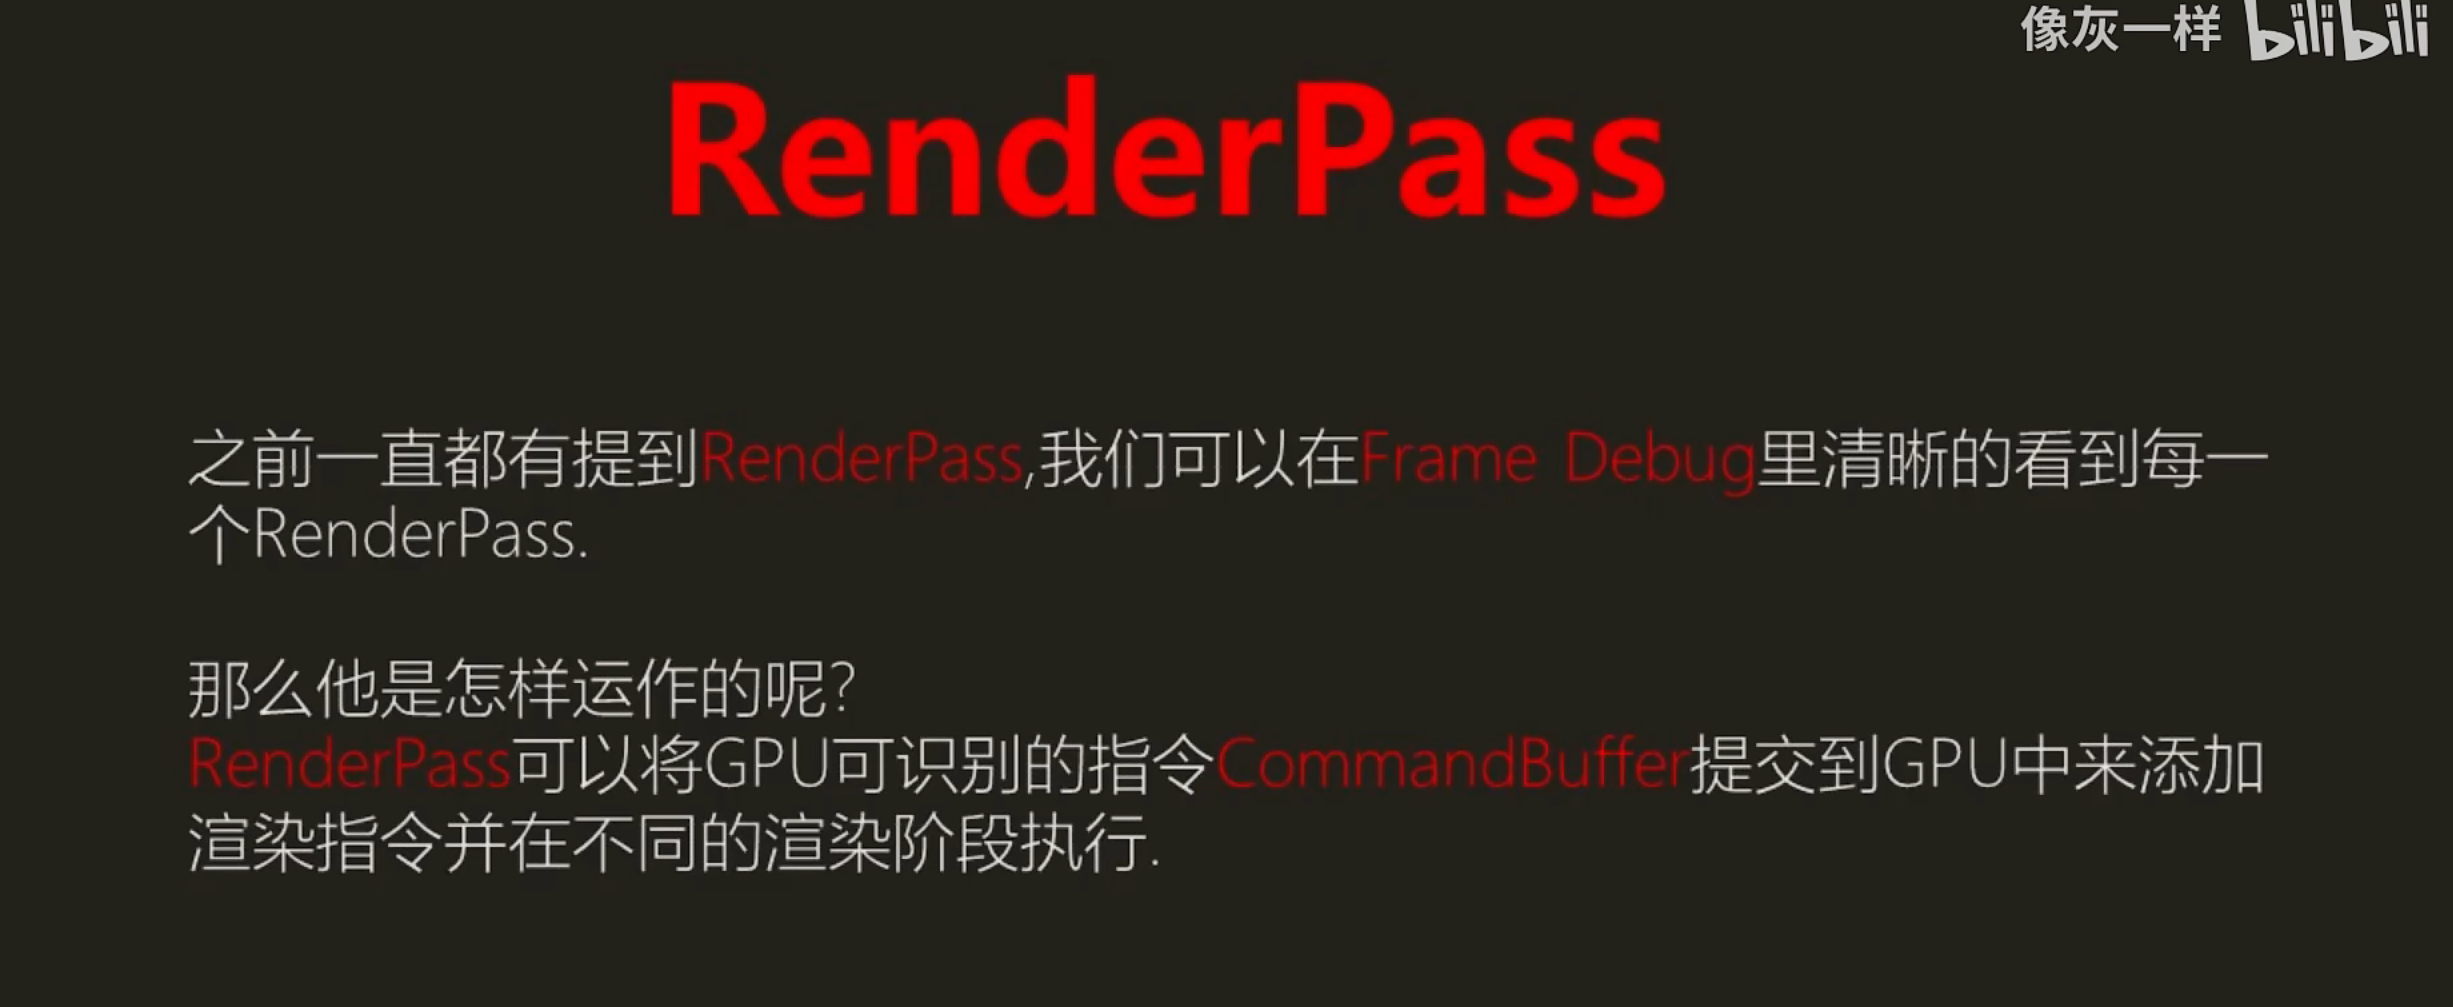 像灰一样 bilibili
RenderPass
之前一直都有提到RenderPass,我们可以在Frame Debug里清晰的看到每一
个RenderPass.
那么他是怎样运作的呢?
RenderPass可以将GPU可识别的指令CommandBuffer提交到GPU中来添加
渲染指令并在不同的渲染阶段执行.